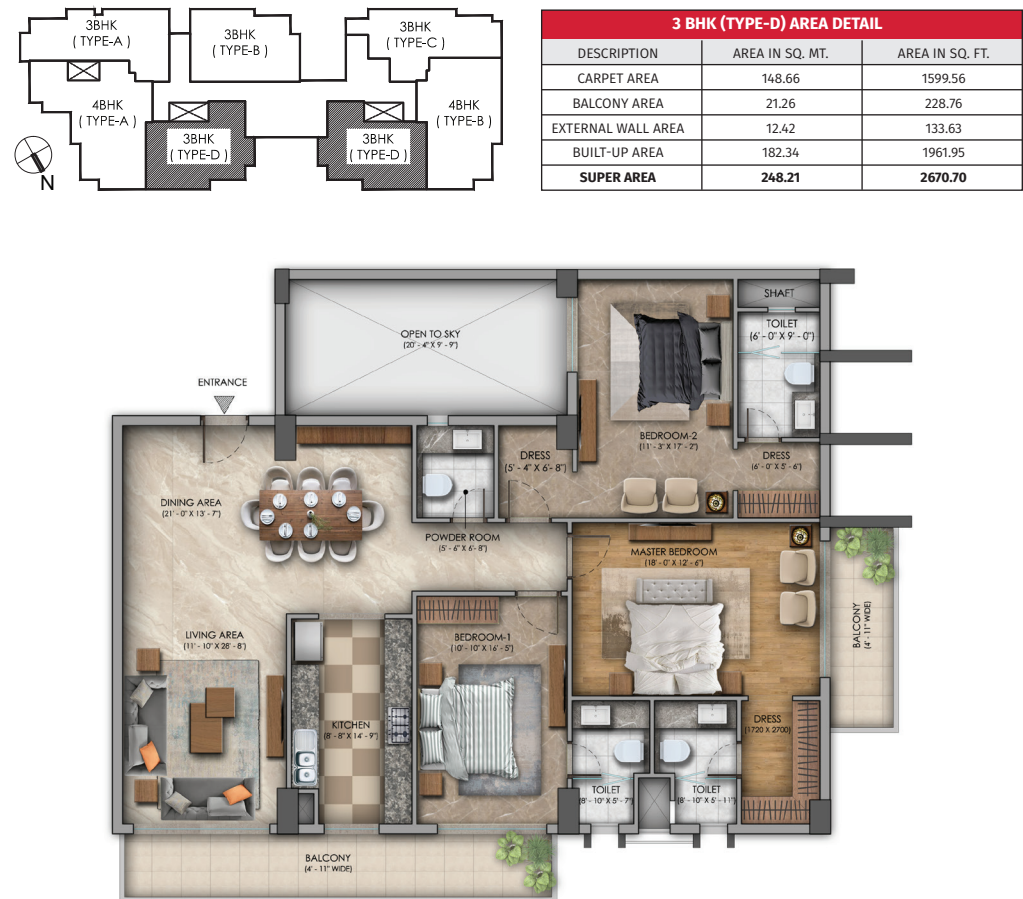 3BHK
( TYPE-A )
3BHK
( TYPE-B )
3BHK
( TYPE-C )
4BHK
( TYPE-A )
3BHK
( TYPE-D )
3BHK
( TYPE-D )
4BHK
( TYPE-B )
N
3 BHK (TYPE-D) AREA DETAIL
DESCRIPTION AREA IN SQ. MT. AREA IN SQ. FT.
CARPET AREA 148.66 1599.56
BALCONY AREA 21.26 228.76
EXTERNAL WALL AREA 12.42 133.63
BUILT-UP AREA 182.34 1961.95
SUPER AREA 248.21 2670.70
SHAFT
TOILET
(6' - 0" X 9' - 0")
OPEN TO SKY
(20' - 4" X 9' - 9")
ENTRANCE
BEDROOM-2
(11' - 3" X 17' - 2")
DRESS
(5' - 4" X 6'- 8")
DRESS
(6' - 0" X 5' - 6")
DINING AREA
(21' - 0" X 13' - 7")
POWDER ROOM
(5' - 6" X 6'- 8")
MASTER BEDROOM
(18' - 0" X 12' - 6")
LIVING AREA
(11' - 10" X 28' - 8")
BEDROOM-1
(10' - 10" X 16' - 5")
BALCONY
(4' - 11" WIDE)
KITCHEN
(8' - 8" X 14' - 9")
DRESS
(1720 X 2700)
TOILET
(8' - 10" X 5' - 7")
TOILET
(8' - 10" X 5' - 11")
BALCONY
(4' - 11" WIDE)